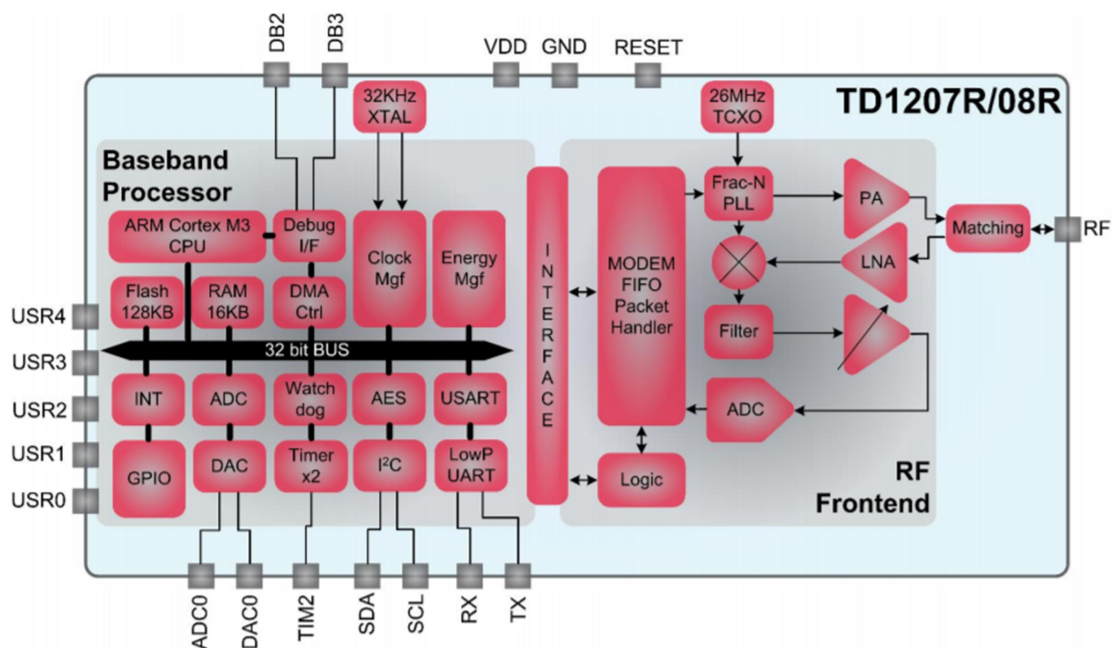 DB2
DB3
VDD
GND
RESET
32KHz
XTAL
26MHz
TCXO
TD1207R/08R
Baseband
Processor
ARM Cortex M3
CPU
Debug
I/F
Clock
Mgf
Energy
Mgf
Flash
128KB
RAM
16KB
DMA
Ctrl
32 bit BUS
INT
ADC
Watch
dog
AES
USART
GPIO
DAC
Timer
x2
I²C
LowP
UART
USR4
USR3
USR2
USR1
USR0
INTERFACE
MODEM
FIFO
Packet
Handler
Logic
Frac-N
PLL
PA
LNA
Matching
RF
Filter
ADC
RF
Frontend
ADC0
DAC0
TIM2
SDA
SCL
RX
TX